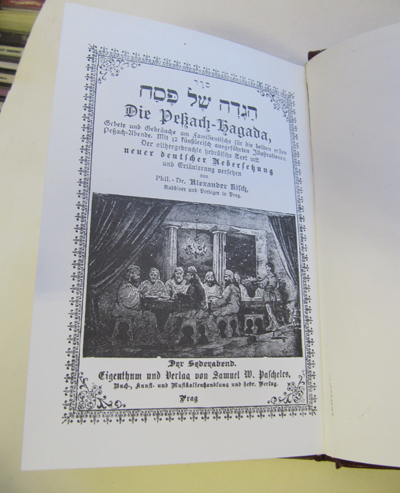 סדר
הגדה של פסח
Die Peßach-Hagada,
Gebete und Gebräuche am Familientische für die beiden ersten
Peßach-Abende. Mit 12 künstlerisch ausgeführten Illustrationen.
Der althergebrachte hebräische Text mit
neuer deutscher Uebersetzung
und Erläuterung versehen
von
Phil.-Dr. Alexander Kisch,
Rabbiner und Prediger in Prag.
Der Sederabend.
Eigenthum und Verlag von Samuel W. Pascheles,
Buch-, Kunst- und Musikalienhandlung und hebr. Verlag.
Prag